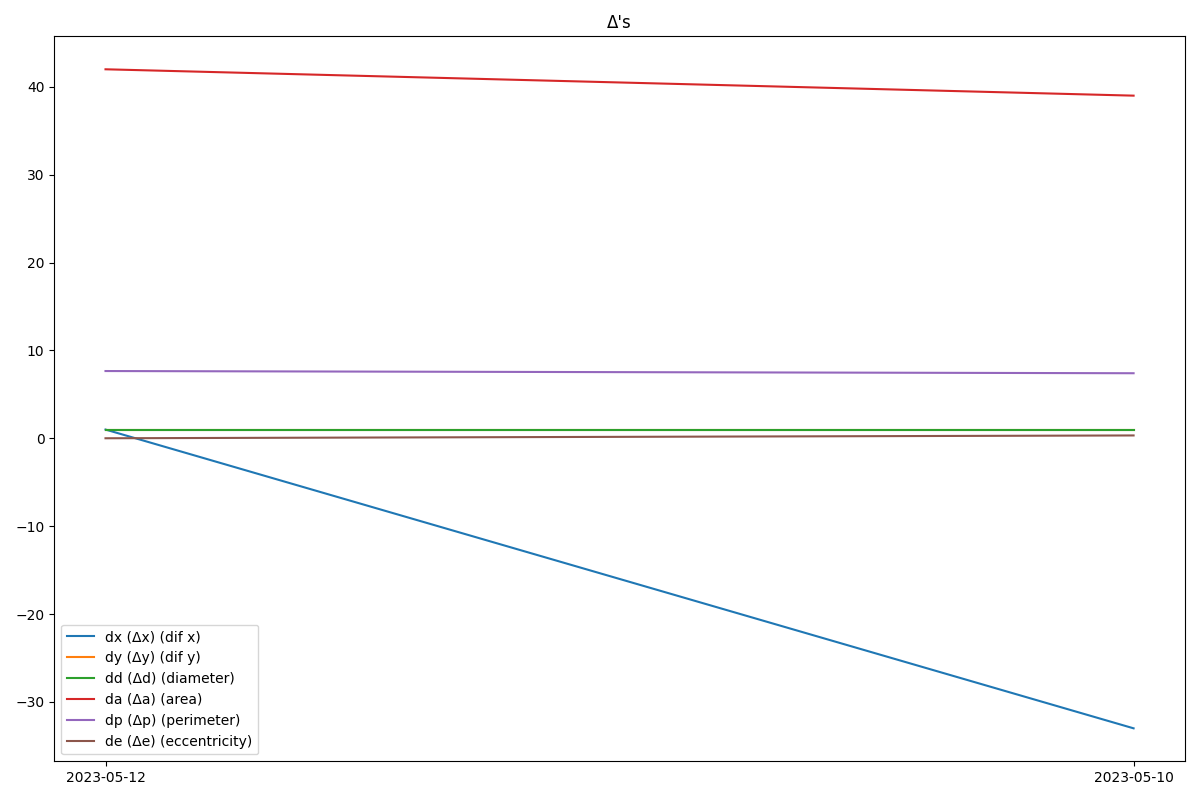 Δ's
40
30
20
10
0
−10
−20
−30
dx (Δx) (dif x)
dy (Δy) (dif y)
dd (Δd) (diameter)
da (Δa) (area)
dp (Δp) (perimeter)
de (Δe) (eccentricity)
2023-05-12
2023-05-10